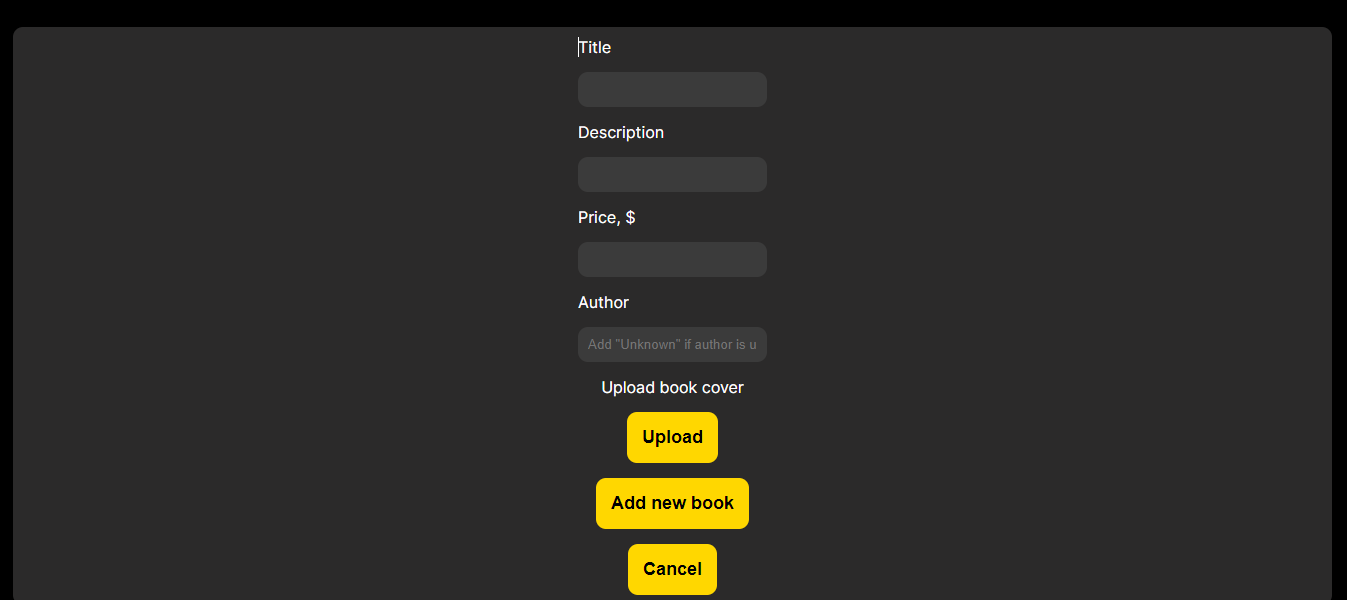 Title
Description
Price, $
Author
Add "Unknown" if author is u
Upload book cover
Upload
Add new book
Cancel